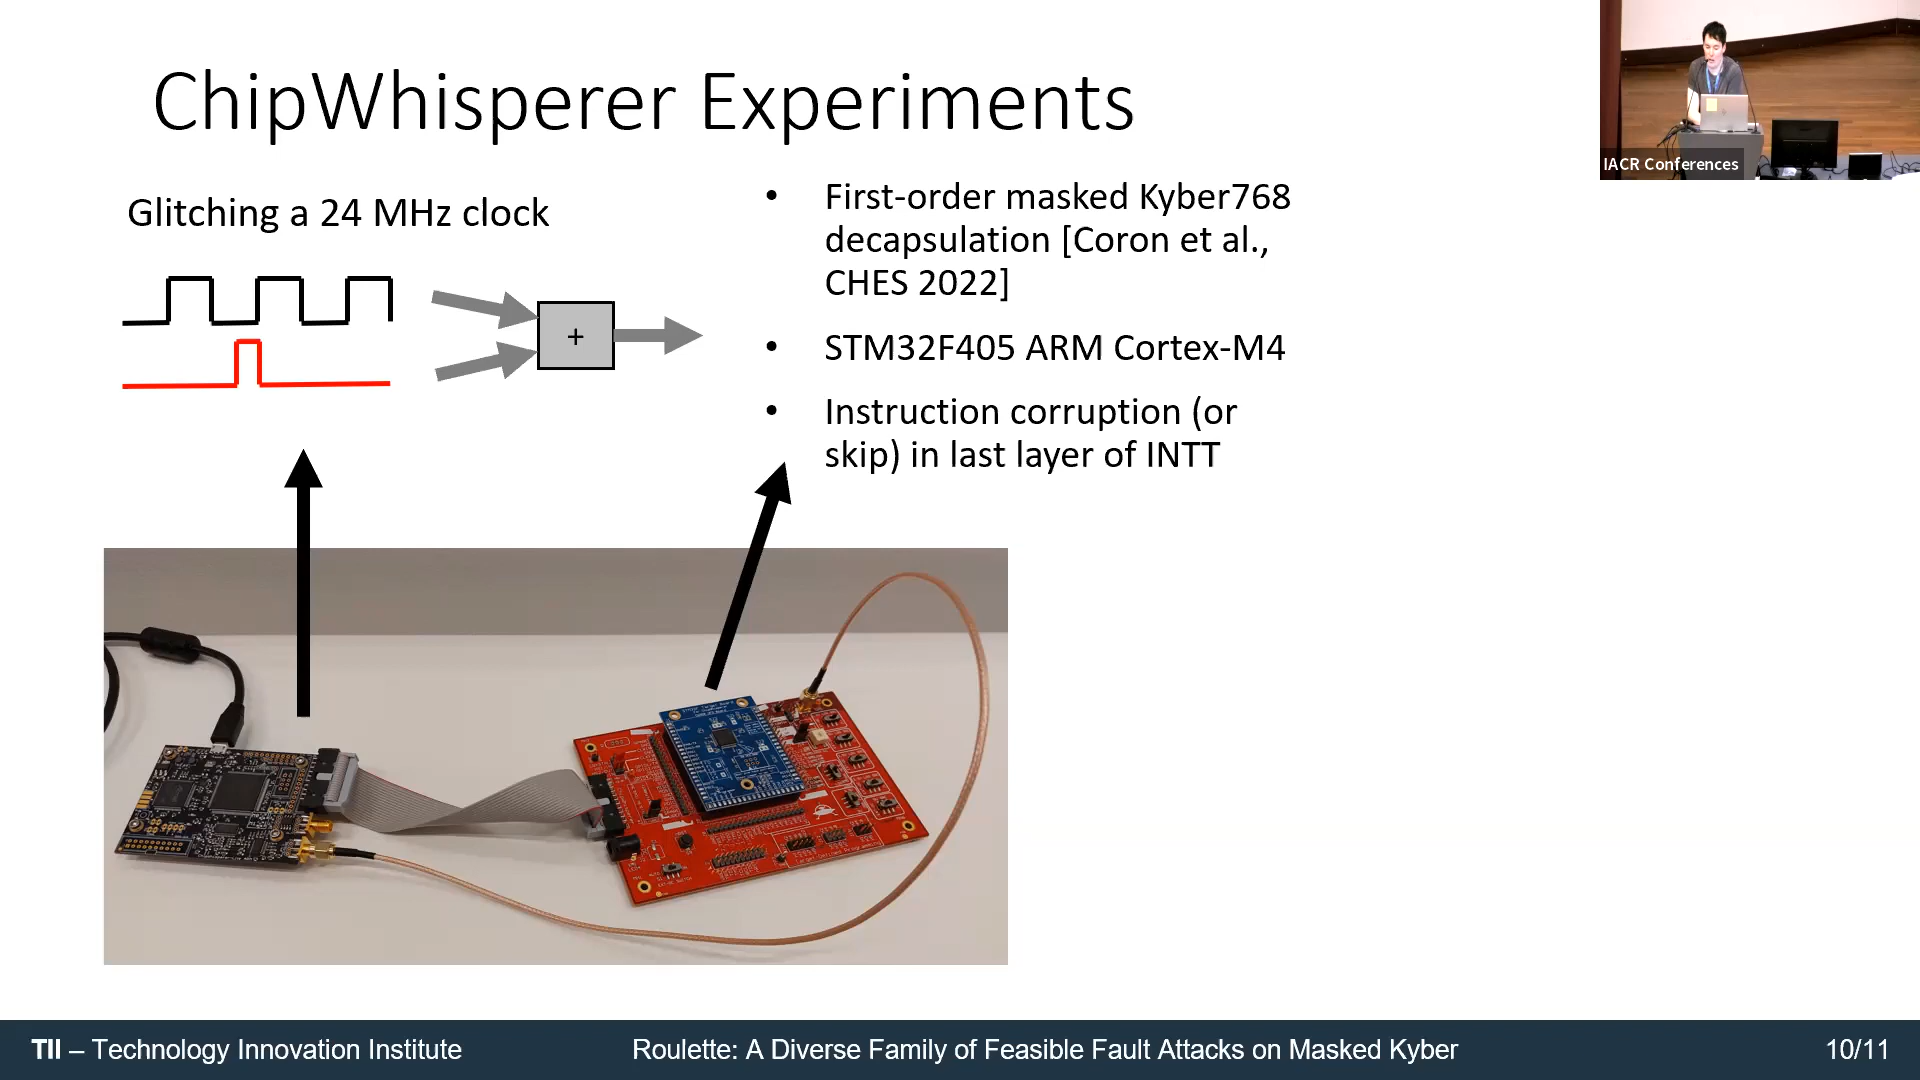 ChipWhisperer Experiments
IACR Conferences
Glitching a 24 MHz clock
+
• First-order masked Kyber768
decapsulation [Coron et al.,
CHES 2022]
• STM32F405 ARM Cortex-M4
• Instruction corruption (or
skip) in last layer of INTT
TII – Technology Innovation Institute
Roulette: A Diverse Family of Feasible Fault Attacks on Masked Kyber
10/11